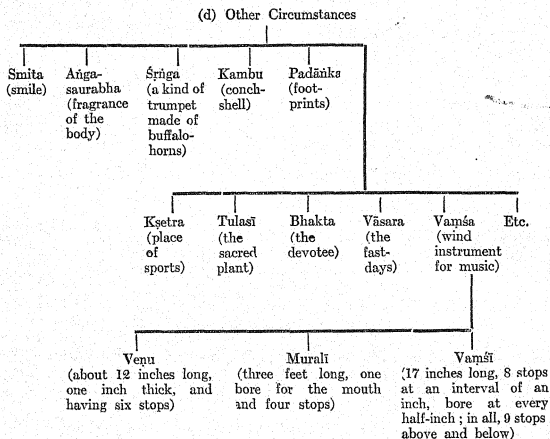 (d) Other Circumstances
Smita
(smile)
Aṅga-
saurabha
(fragrance
of the
body)
Śṛṅga
(a kind of
trumpet
made of
buffalo-
horns)
Kambu
(conch-
shell)
Padāṅka
(foot-
prints)
Kṣetra
(place
of
sports)
Tulasī
(the
sacred
plant)
Bhakta
(the
devotee)
Vāsara
(the
fast-
days)
Vaṃśa
(wind
instrument
for music)
Etc.
Veṇu
(about 12 inches long,
one inch thick, and
having six stops)
Muralī
(three feet long, one
bore for the mouth
and four stops)
Vaṃśī
(17 inches long, 8 stops
at an interval of an
inch, bore at every
half-inch ; in all, 9 stops
above and below)